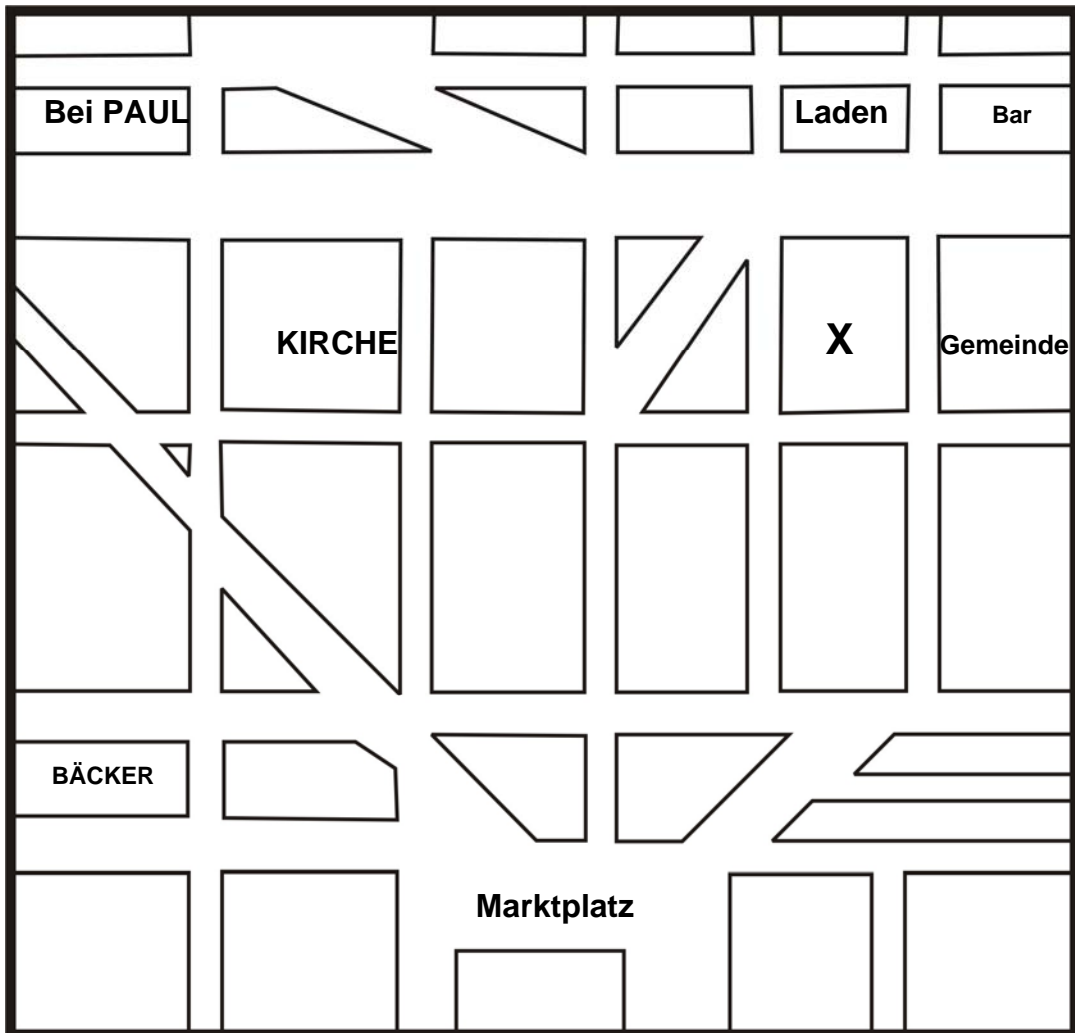 Bei PAUL
Laden
Bar
KIRCHE
X
Gemeinde
BÄCKER
Marktplatz